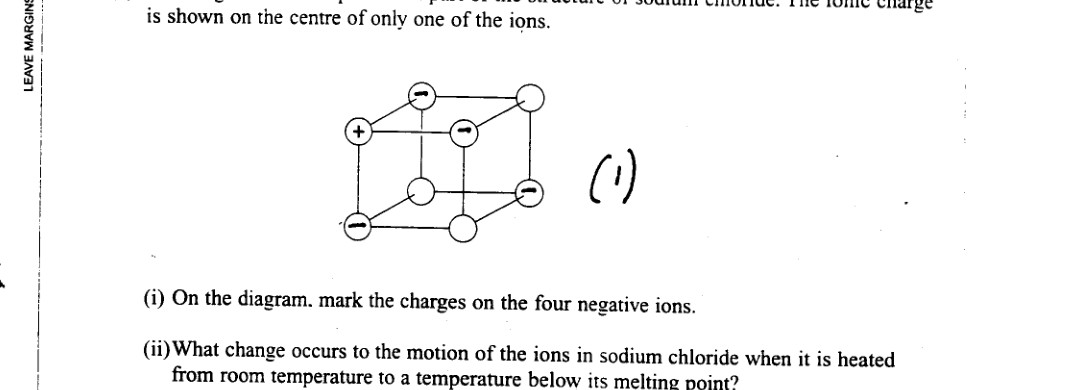 LEAVE MARGINS
is shown on the centre of only one of the ions.
-
+ -
(1)
-
-
(i) On the diagram. mark the charges on the four negative ions.
(ii) What change occurs to the motion of the ions in sodium chloride when it is heated
from room temperature to a temperature below its melting point?